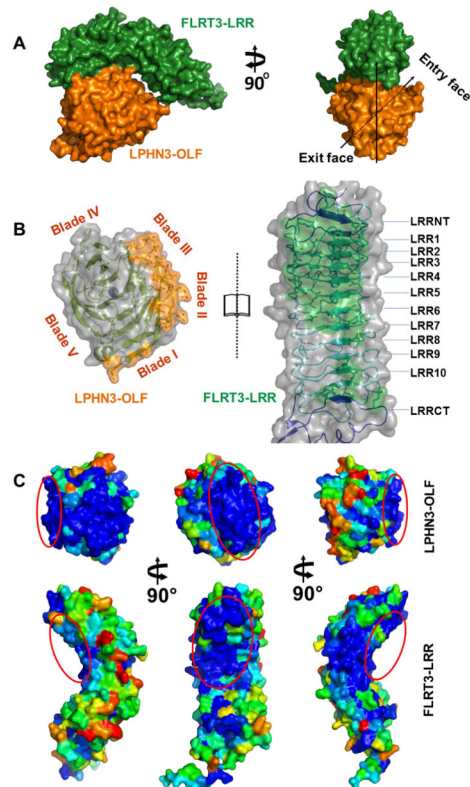 FLRT3-LRR
A
90°
LPHN3-OLF
Entry face
Exit face
B
Blade IV
Blade III
Blade II
Blade V
Blade I
LPHN3-OLF
FLRT3-LRR
LRRNT
LRR1
LRR2
LRR3
LRR4
LRR5
LRR6
LRR7
LRR8
LRR9
LRR10
LRRCT
C
LPHN3-OLF
90°
90°
FLRT3-LRR